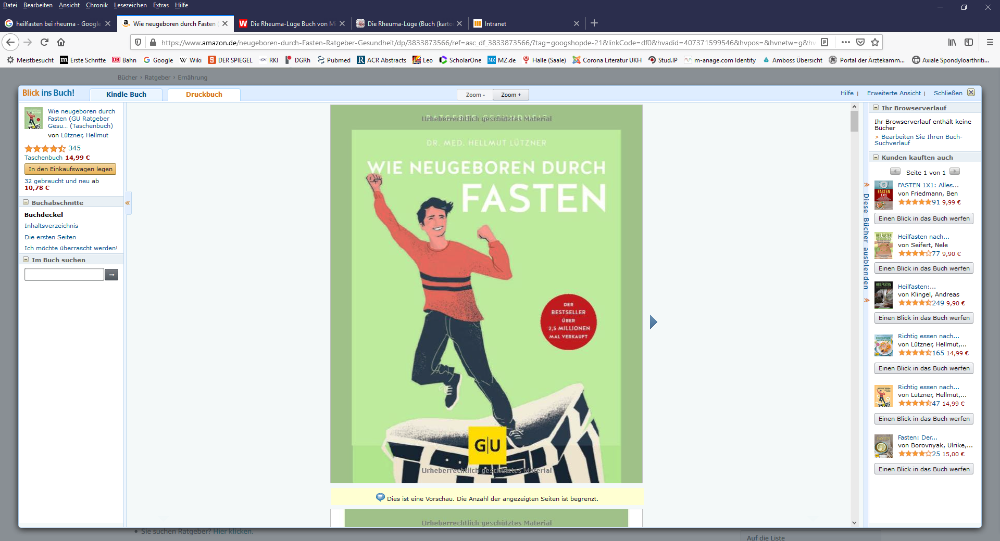 Datei Bearbeiten Ansicht Chronik Lesezeichen Extras Hilfe
heilfasten bei rheuma - Google
Wie neugeboren durch Fasten (
Die Rheuma-Lüge Buch von Mi
Die Rheuma-Lüge (Buch (karto
Intranet
https://www.amazon.de/neugeboren-durch-Fasten-Ratgeber-Gesundheit/dp/3833873566/ref=asc_df_3833873566/?tag=googshopde-21&linkCode=df0&hvadid=407371599546&hvpos=&hvnetw=g&hv
Meistbesucht Erste Schritte Bahn Google Wiki DER SPIEGEL RKI DGRh Pubmed ACR Abstracts Leo ScholarOne MZ.de Halle (Saale) Corona Literatur UKH Stud.IP m-anage.com Identity Amboss Übersicht Portal der Ärztekamm... Axiale Spondyloarthriti...
Bücher › Ratgeber › Ernährung
Blick ins Buch!
Kindle Buch
Druckbuch
Zoom -
Zoom +
Hilfe | Erweiterte Ansicht | Schließen
Wie neugeboren durch
Fasten (GU Ratgeber
Gesu... (Taschenbuch)
von Lützner, Hellmut
345
Taschenbuch 14,99 €
In den Einkaufswagen legen
32 gebraucht und neu ab
10,78 €
Buchabschnitte
Buchdeckel
Inhaltsverzeichnis
Die ersten Seiten
Ich möchte überrascht werden!
Im Buch suchen
RATGEBER GESUNDHEIT
Urheberrechtlich geschütztes Material
DR. MED. HELLMUT LÜTZNER
WIE NEUGEBOREN DURCH
FASTEN
DER
BESTSELLER
ÜBER
2,5 MILLIONEN
MAL VERKAUFT
G|U
Urheberrechtlich geschütztes Material
Dies ist eine Vorschau. Die Anzahl der angezeigten Seiten ist begrenzt.
Urheberrechtlich geschütztes Material
Diese Bücher ausblenden
Ihr Browserverlauf
Ihr Browserverlauf enthält keine
Bücher
> Bearbeiten Sie Ihren Buch-
Suchverlauf
Kunden kauften auch
Seite 1 von 1
FASTEN 1X1: Alles...
von Friedmann, Ben
91 9,99 €
Einen Blick in das Buch werfen
Heilfasten nach...
von Seifert, Nele
77 9,90 €
Einen Blick in das Buch werfen
Heilfasten:...
von Klingel, Andreas
249 9,90 €
Einen Blick in das Buch werfen
Richtig essen nach...
von Lützner, Hellmut,...
165 14,99 €
Einen Blick in das Buch werfen
Richtig essen nach...
von Lützner, Hellmut,...
47 14,99 €
Einen Blick in das Buch werfen
Fasten: Der...
von Borovnyak, Ulrike,...
25 15,00 €
Einen Blick in das Buch werfen
Sie suchen Ratgeber? Hier klicken.
Auf die Liste